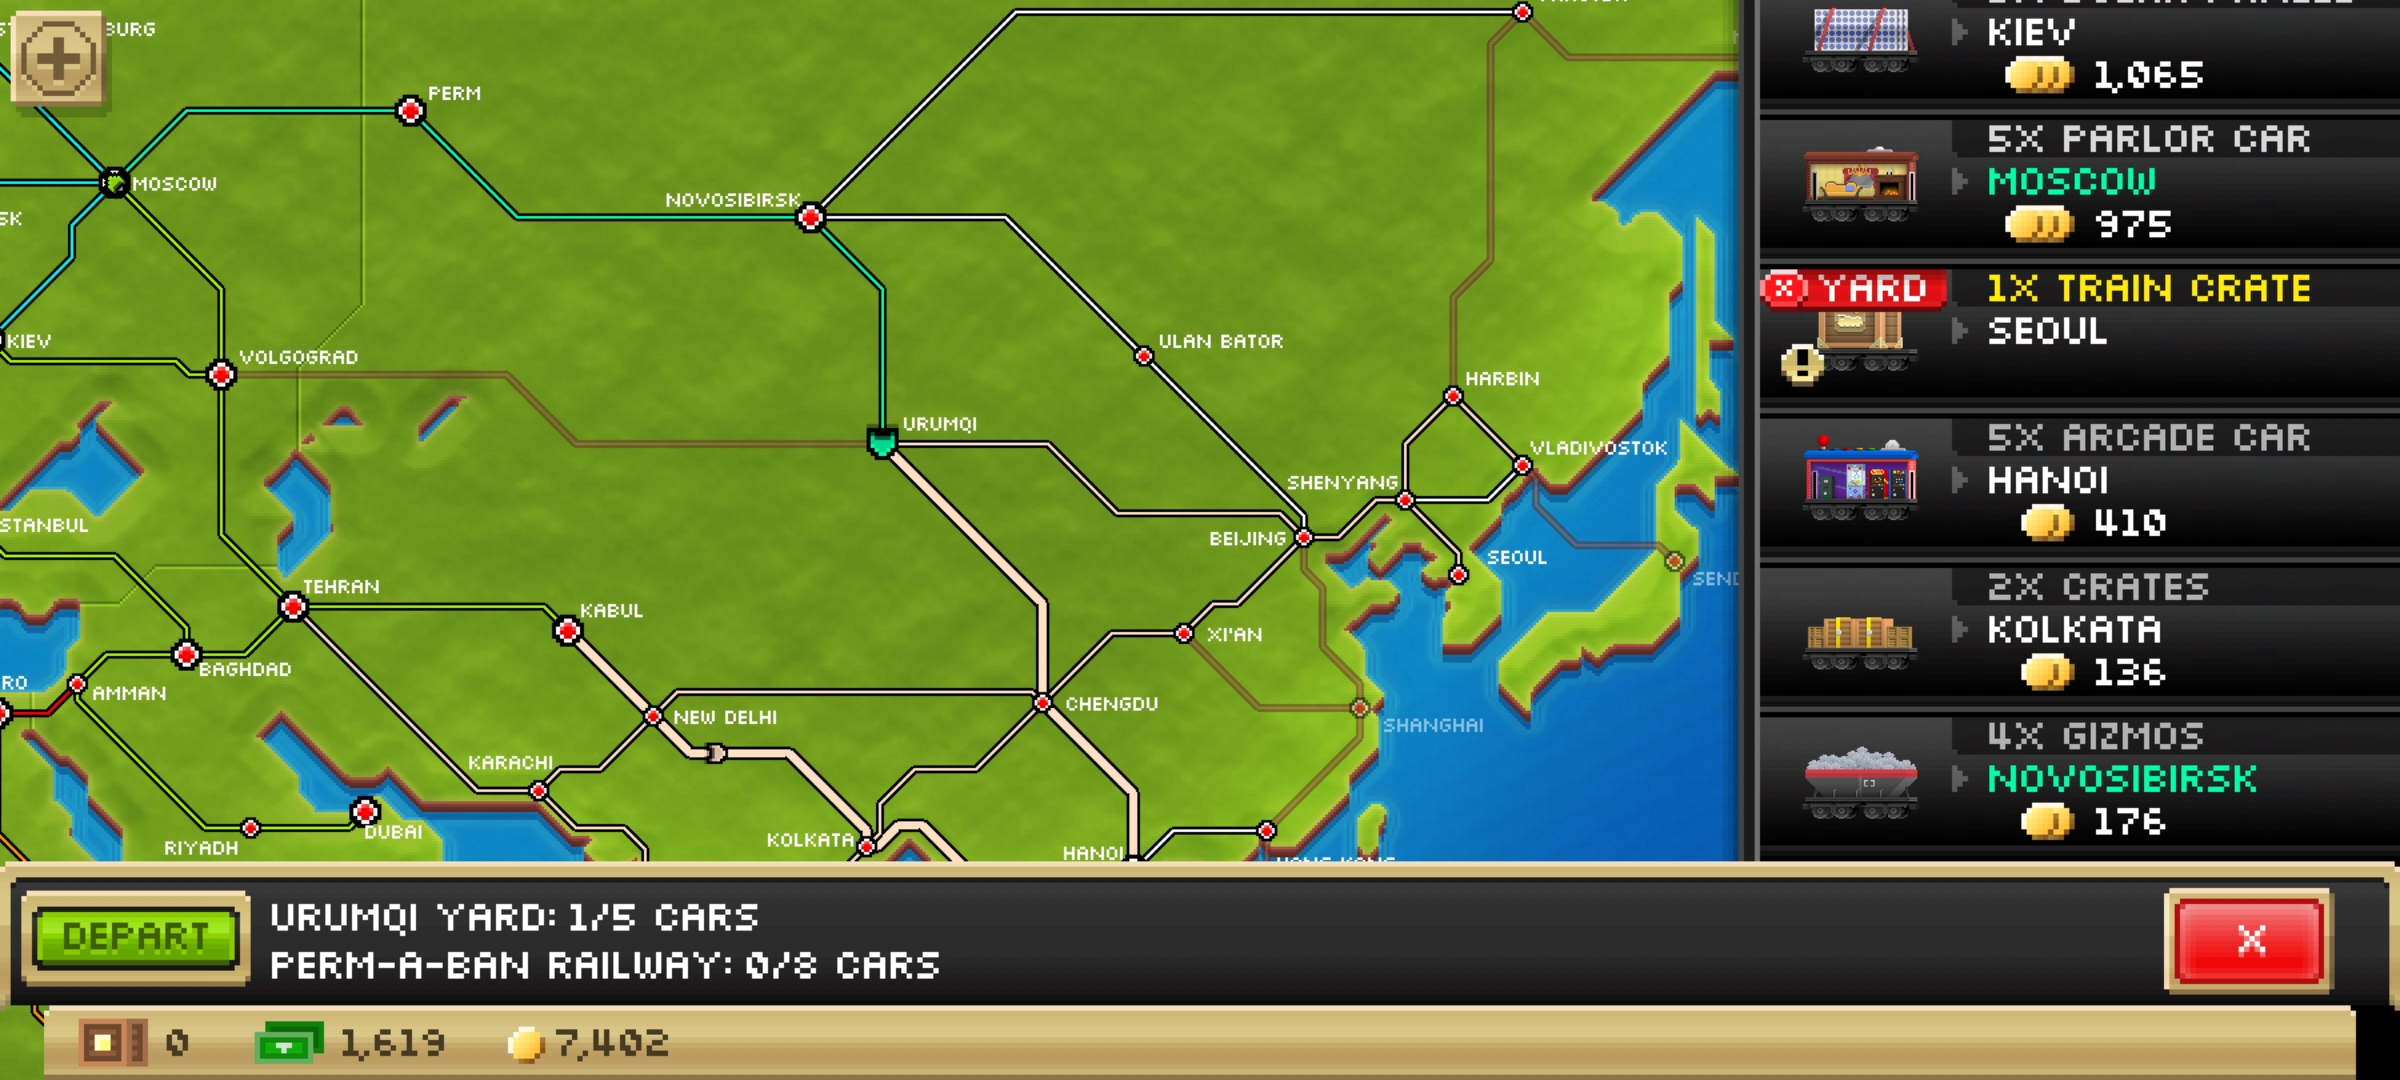 BURG
PERM
MOSCOW
SK
NOVOSIBIRSK
KIEV
VOLGOGRAD
ULAN BATOR
URUMQI
HARBIN
VLADIVOSTOK
SHENYANG
BEIJING
SEOUL
STANBUL
TEHRAN
KABUL
SEND
XI'AN
BAGHDAD
RO
AMMAN
NEW DELHI
CHENGDU
SHANGHAI
KARACHI
DUBAI
RIYADH
KOLKATA
HANOI
KIEV
1,065
5X PARLOR CAR
MOSCOW
975
YARD
1X TRAIN CRATE
SEOUL
5X ARCADE CAR
HANOI
410
2X CRATES
KOLKATA
136
4X GIZMOS
NOVOSIBIRSK
176
DEPART
URUMQI YARD: 1/5 CARS
PERM-A-BAN RAILWAY: 0/8 CARS
X
0
1,619
7,402